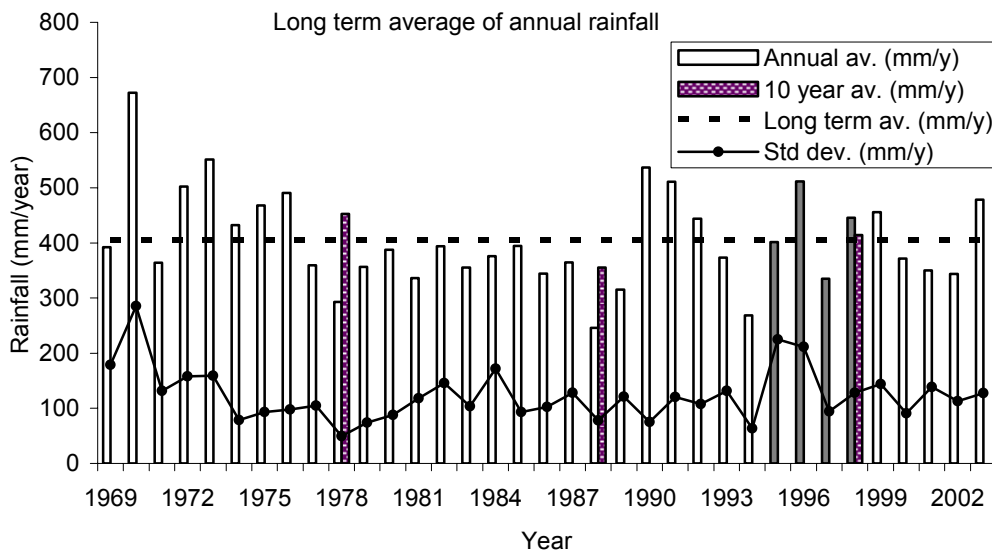 Long term average of annual rainfall
Annual av. (mm/y)
10 year av. (mm/y)
Long term av. (mm/y)
Std dev. (mm/y)
Rainfall (mm/year)
800
700
600
500
400
300
200
100
0
1969 1972 1975 1978 1981 1984 1987 1990 1993 1996 1999 2002
Year